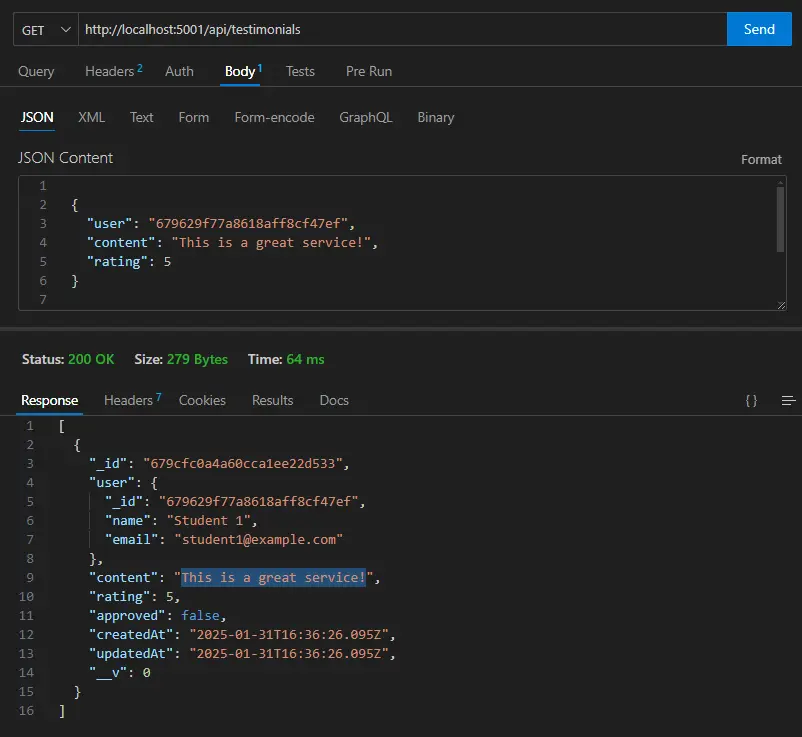 GET http://localhost:5001/api/testimonials Send
Query Headers 2 Auth Body 1 Tests Pre Run
JSON XML Text Form Form-encode GraphQL Binary
JSON Content Format
1
2 {
3 "user": "679629f77a8618aff8cf47ef",
4 "content": "This is a great service!",
5 "rating": 5
6 }
7
Status: 200 OK Size: 279 Bytes Time: 64 ms
Response Headers 7 Cookies Results Docs { }
1 [
2 {
3 "_id": "679cfc0a4a60cca1ee22d533",
4 "user": {
5 "_id": "679629f77a8618aff8cf47ef",
6 "name": "Student 1",
7 "email": "student1@example.com"
8 },
9 "content": "This is a great service!",
10 "rating": 5,
11 "approved": false,
12 "createdAt": "2025-01-31T16:36:26.095Z",
13 "updatedAt": "2025-01-31T16:36:26.095Z",
14 "__v": 0
15 }
16 ]